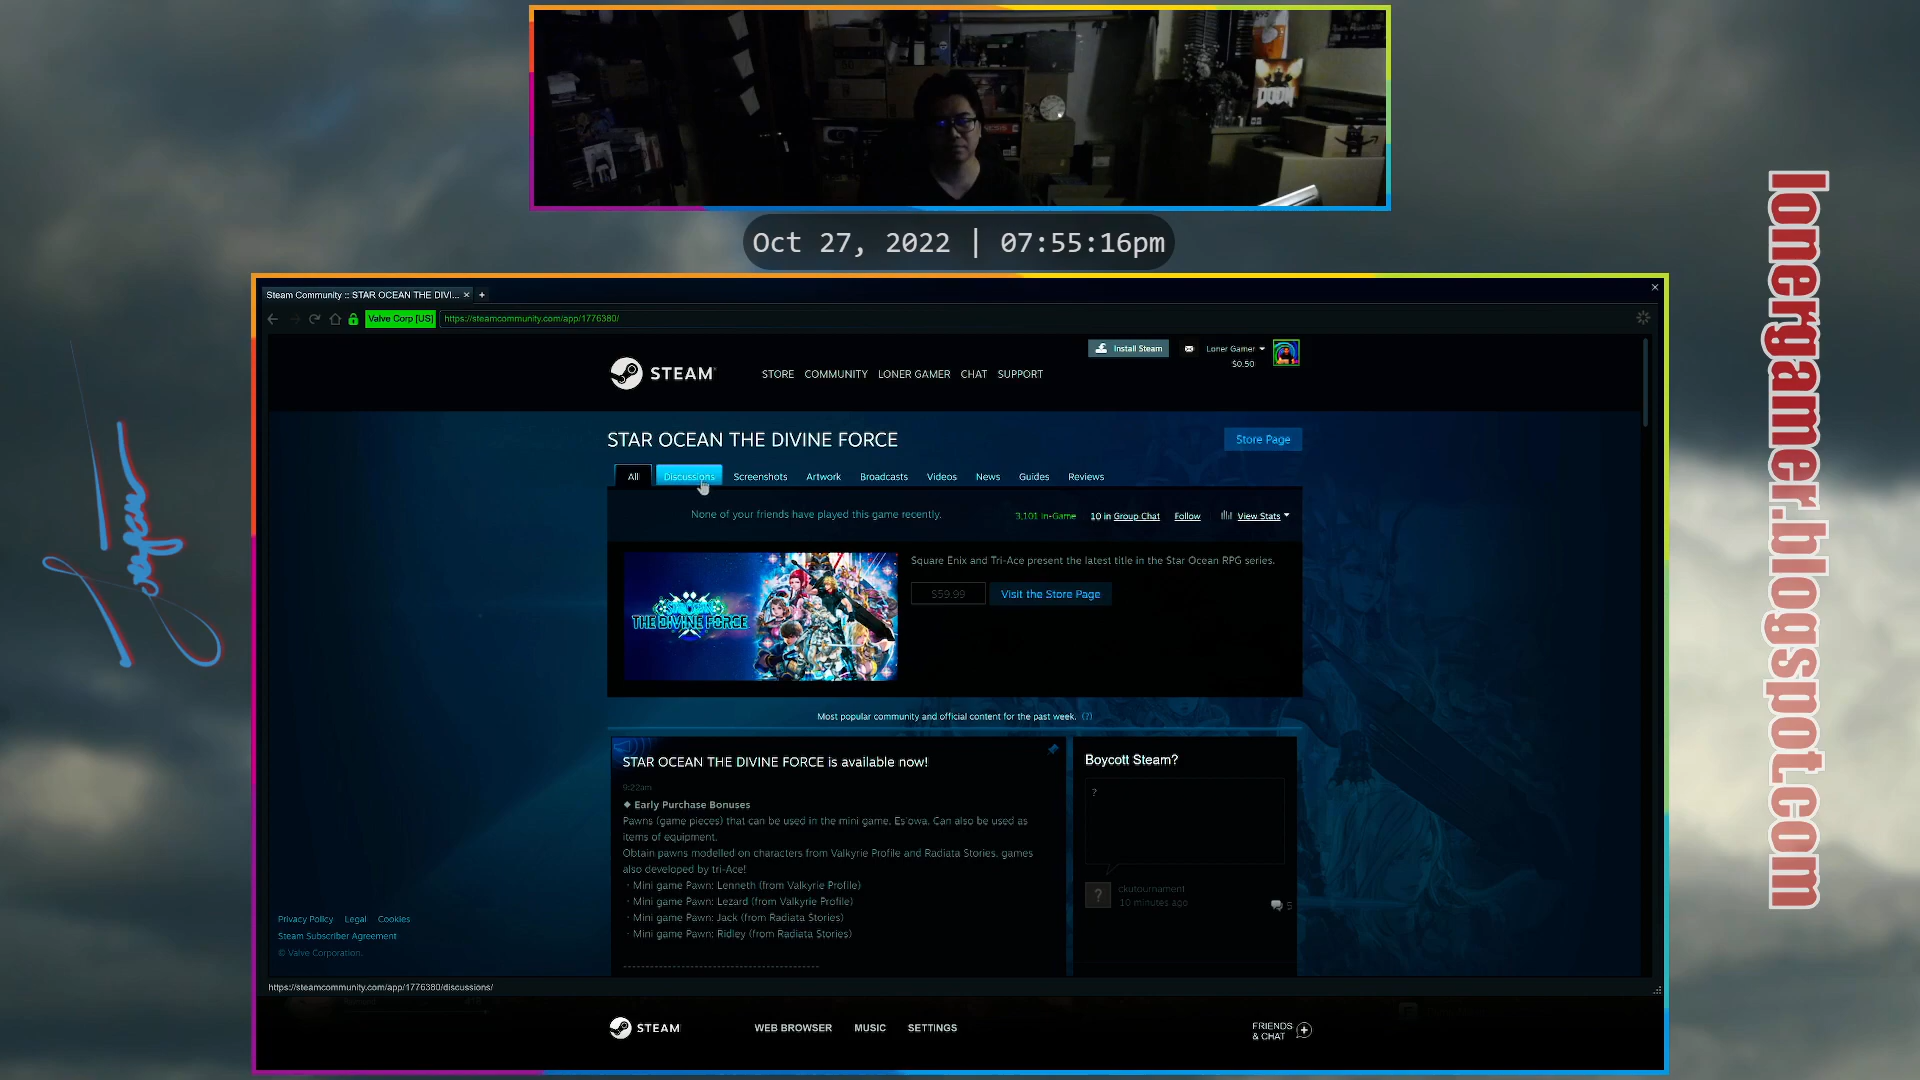 DOOM
Oct 27, 2022 | 07:55:16pm
Steam Community :: STAR OCEAN THE DIVI...
Valve Corp [US]
https://steamcommunity.com/app/1776380/
Install Steam
Loner Gamer
$0.50
STEAM
STORE COMMUNITY LONER GAMER CHAT SUPPORT
STAR OCEAN THE DIVINE FORCE
Store Page
All Discussions Screenshots Artwork Broadcasts Videos News Guides Reviews
None of your friends have played this game recently.
3,101 In-Game 10 in Group Chat Follow View Stats
Square Enix and Tri-Ace present the latest title in the Star Ocean RPG series.
$59.99 Visit the Store Page
STAR OCEAN
THE DIVINE FORCE
Most popular community and official content for the past week. (?)
STAR OCEAN THE DIVINE FORCE is available now!
9:22am
◆ Early Purchase Bonuses
Pawns (game pieces) that can be used in the mini game, Es'owa. Can also be used as
items of equipment.
Obtain pawns modelled on characters from Valkyrie Profile and Radiata Stories, games
also developed by tri-Ace!
・Mini game Pawn: Lenneth (from Valkyrie Profile)
・Mini game Pawn: Lezard (from Valkyrie Profile)
・Mini game Pawn: Jack (from Radiata Stories)
・Mini game Pawn: Ridley (from Radiata Stories)
--------------------------------------------
Boycott Steam?
?
?
ckutournament
10 minutes ago
5
Privacy Policy Legal Cookies
Steam Subscriber Agreement
© Valve Corporation.
https://steamcommunity.com/app/1776380/discussions/
STEAM
WEB BROWSER MUSIC SETTINGS
FRIENDS
& CHAT
lonergamer.blogspot.com